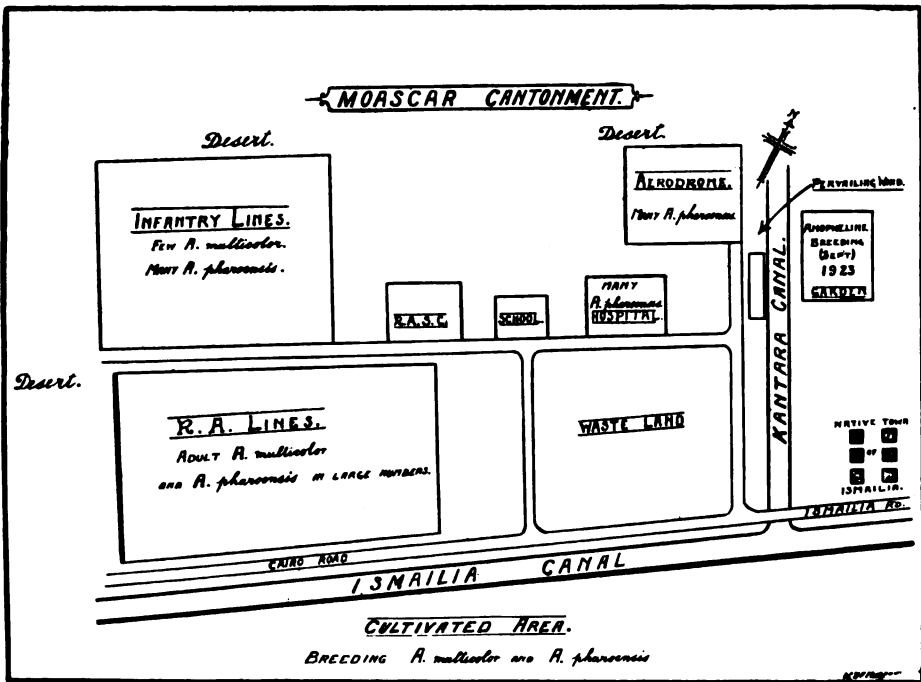 MOASCAR CANTONMENT.
Desert.
Desert.
N
AERODROME.
MANY A. pharoensis
INFANTRY LINES.
FEW A. multicolor.
MANY A. pharoensis.
PERVAILING WIND.
ANOPHELINE
BREEDING
(SEPT)
1923
GARDEN
KANTARA CANAL.
R.A.S.C.
SCHOOL.
MANY
A. pharoensis
HOSPITAL.
Desert.
R.A. LINES.
ADULT A. multicolor
AND A. pharoensis IN LARGE NUMBERS.
WASTE LAND
NATIVE TOWN
OF
ISMAILIA.
ISMAILIA RD.
CAIRO ROAD
ISMAILIA CANAL
CULTIVATED AREA.
BREEDING A. multicolor AND A. pharoensis